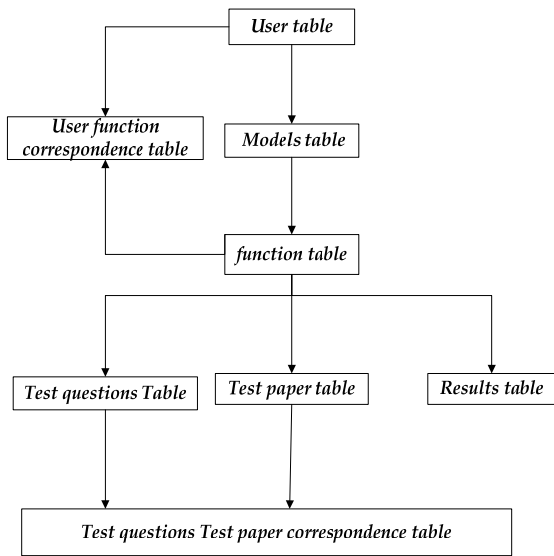 User table
User function
correspondence table
Models table
function table
Test questions Table
Test paper table
Results table
Test questions Test paper correspondence table